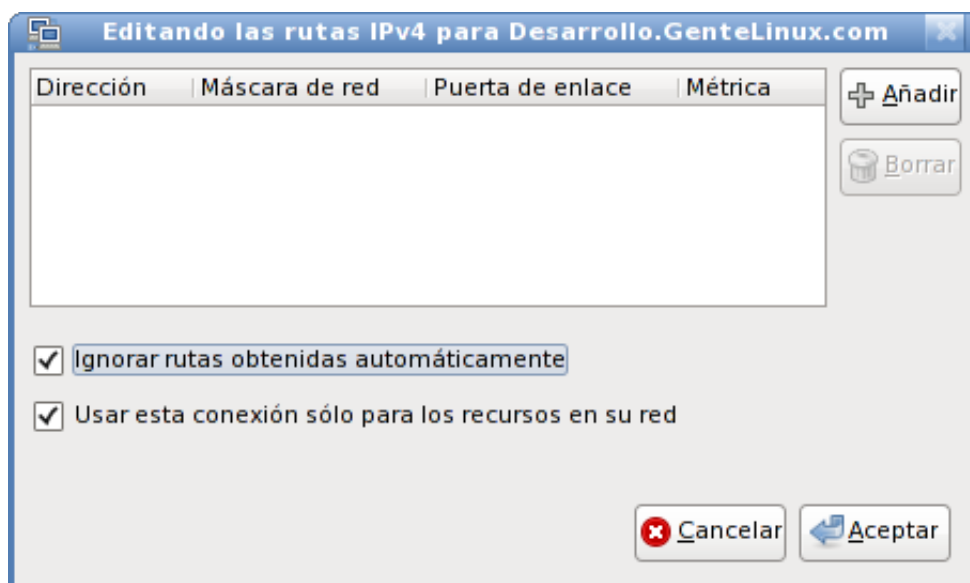 Editando las rutas IPv4 para Desarrollo.GenteLinux.com
Dirección Máscara de red Puerta de enlace Métrica
Añadir
Borrar
Ignorar rutas obtenidas automáticamente
Usar esta conexión sólo para los recursos en su red
Cancelar Aceptar